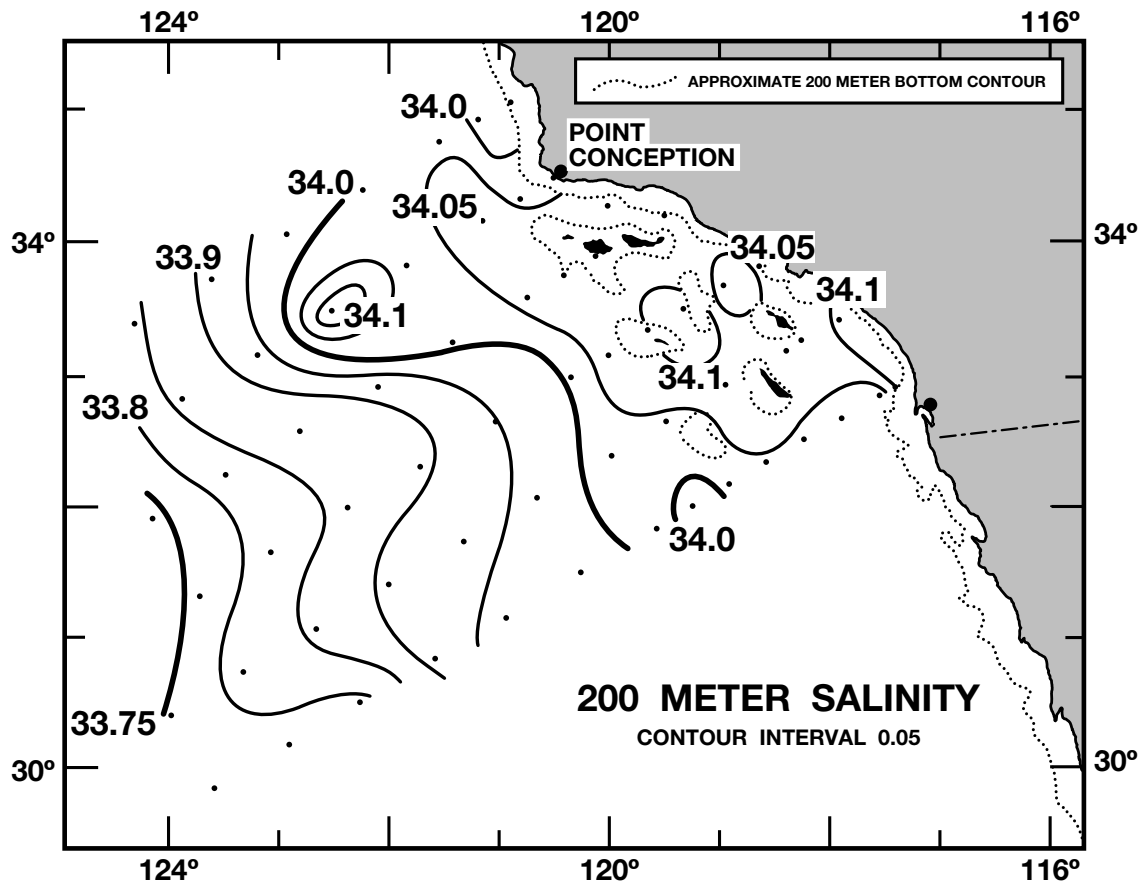 124º 120º 116º
APPROXIMATE 200 METER BOTTOM CONTOUR
34.0
POINT
CONCEPTION
34.0
34.05
34º
34º
34.05
33.9
34.1
34.1
34.1
33.8
34.0
200 METER SALINITY
33.75
CONTOUR INTERVAL 0.05
30º
30º
124º 120º 116º